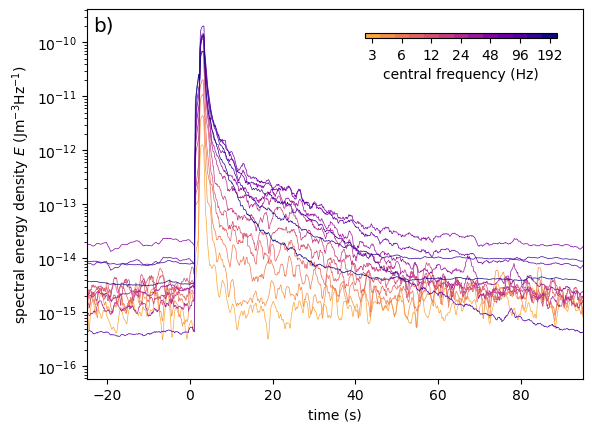 b)
3 6 12 24 48 96 192
central frequency (Hz)
spectral energy density E (Jm⁻³Hz⁻¹)
10⁻¹⁰
10⁻¹¹
10⁻¹²
10⁻¹³
10⁻¹⁴
10⁻¹⁵
10⁻¹⁶
−20 0 20 40 60 80
time (s)